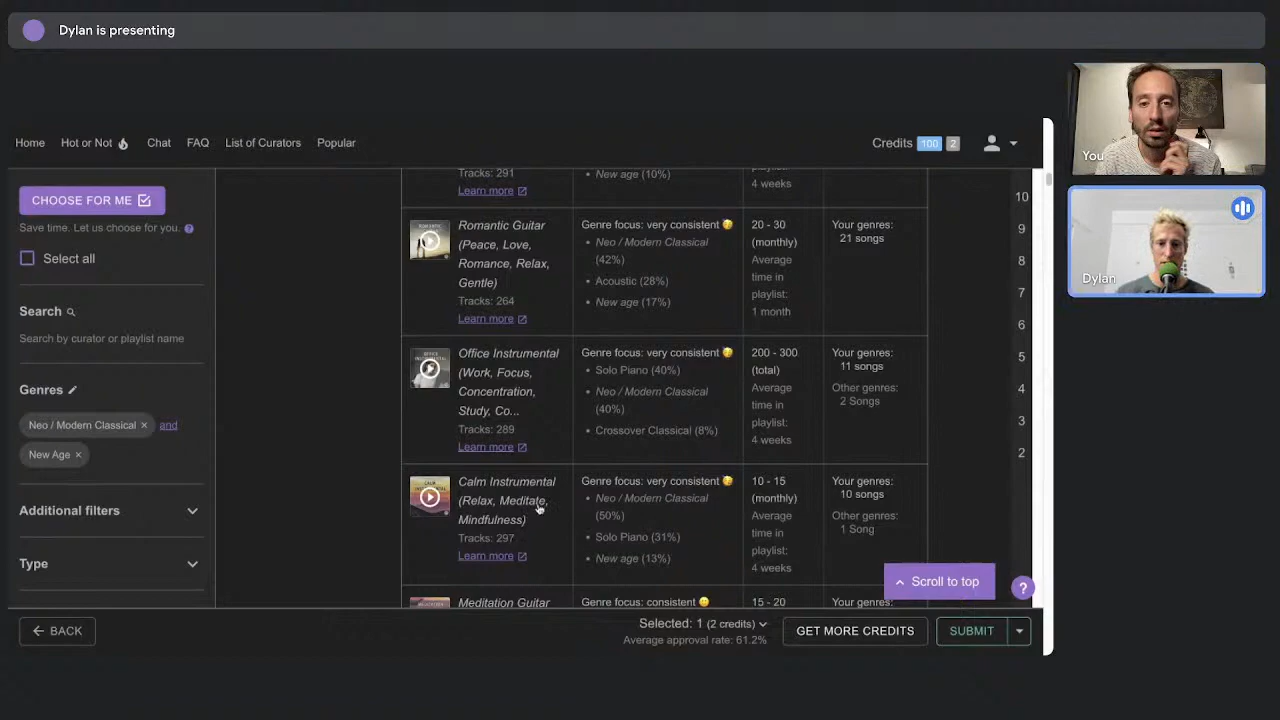 Dylan is presenting
Home Hot or Not Chat FAQ List of Curators Popular
Credits 100 2
CHOOSE FOR ME
Save time. Let us choose for you. ?
Select all
Search
Search by curator or playlist name
Genres
Neo / Modern Classical × and
New Age ×
Additional filters
Type
Tracks: 291
Learn more
New age (10%)
playlist:
4 weeks
Romantic Guitar
(Peace, Love,
Romance, Relax,
Gentle)
Tracks: 264
Learn more
Genre focus: very consistent
Neo / Modern Classical
(42%)
Acoustic (28%)
New age (17%)
20 - 30
(monthly)
Average
time in
playlist:
1 month
Your genres:
21 songs
Office Instrumental
(Work, Focus,
Concentration,
Study, Co...
Tracks: 289
Learn more
Genre focus: very consistent
Solo Piano (40%)
Neo / Modern Classical
(40%)
Crossover Classical (8%)
200 - 300
(total)
Average
time in
playlist:
4 weeks
Your genres:
11 songs
Other genres:
2 Songs
Calm Instrumental
(Relax, Meditate,
Mindfulness)
Tracks: 297
Learn more
Genre focus: very consistent
Neo / Modern Classical
(50%)
Solo Piano (31%)
New age (13%)
10 - 15
(monthly)
Average
time in
playlist:
4 weeks
Your genres:
10 songs
Other genres:
1 Song
Meditation Guitar
Genre focus: consistent
15 - 20
Your genres:
10
9
8
7
6
5
4
3
2
Scroll to top
?
BACK
Selected: 1 (2 credits)
Average approval rate: 61.2%
GET MORE CREDITS
SUBMIT
You
Dylan